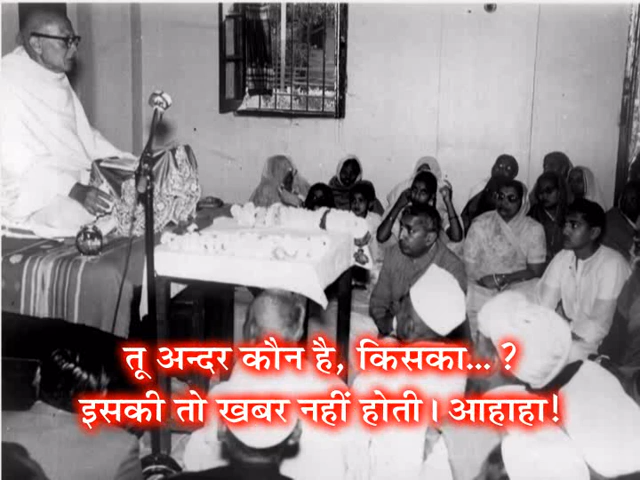 तू अन्दर कौन है, किसका... ?
इसकी तो खबर नहीं होती। आहाहा!